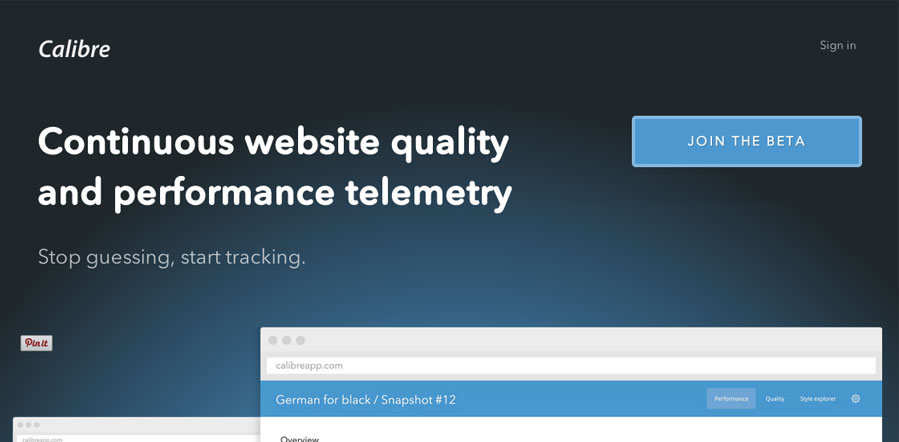 Calibre
Sign in
Continuous website quality
and performance telemetry
JOIN THE BETA
Stop guessing, start tracking.
Pin it
calibreapp.com
German for black / Snapshot #12
Performance
Quality
Style explorer
calibreapp.com
Overview